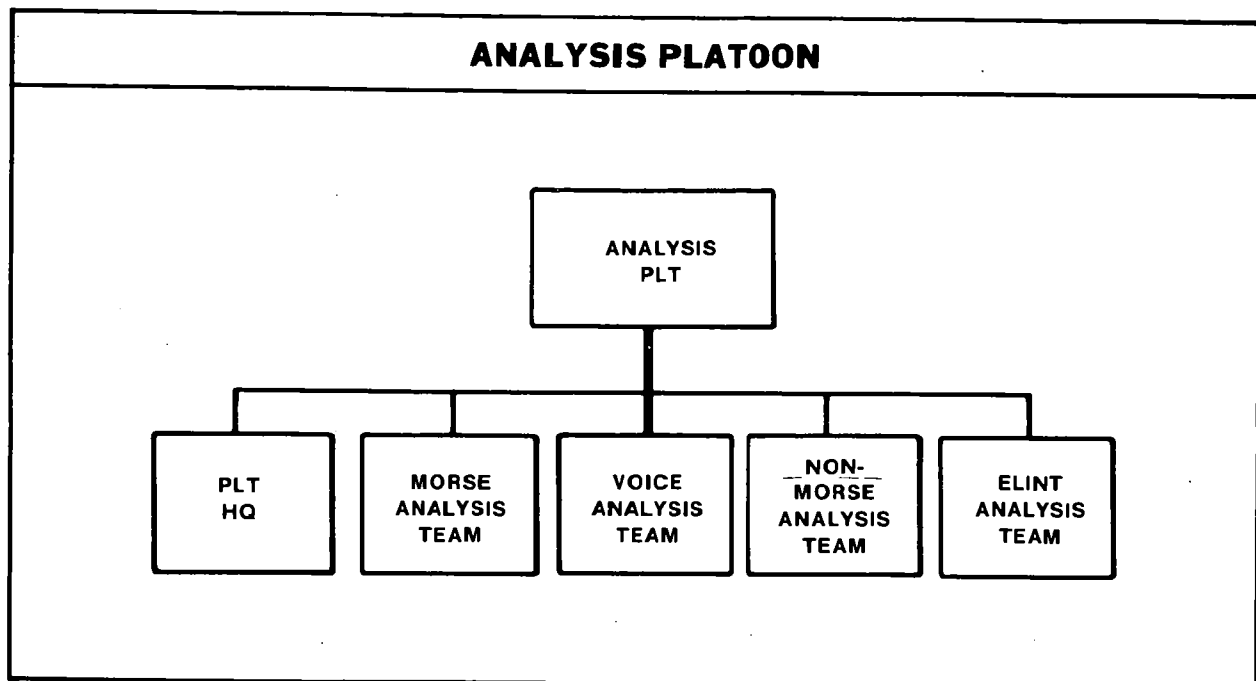 ANALYSIS PLATOON
ANALYSIS
PLT
PLT
HQ
MORSE
ANALYSIS
TEAM
VOICE
ANALYSIS
TEAM
NON-
MORSE
ANALYSIS
TEAM
ELINT
ANALYSIS
TEAM